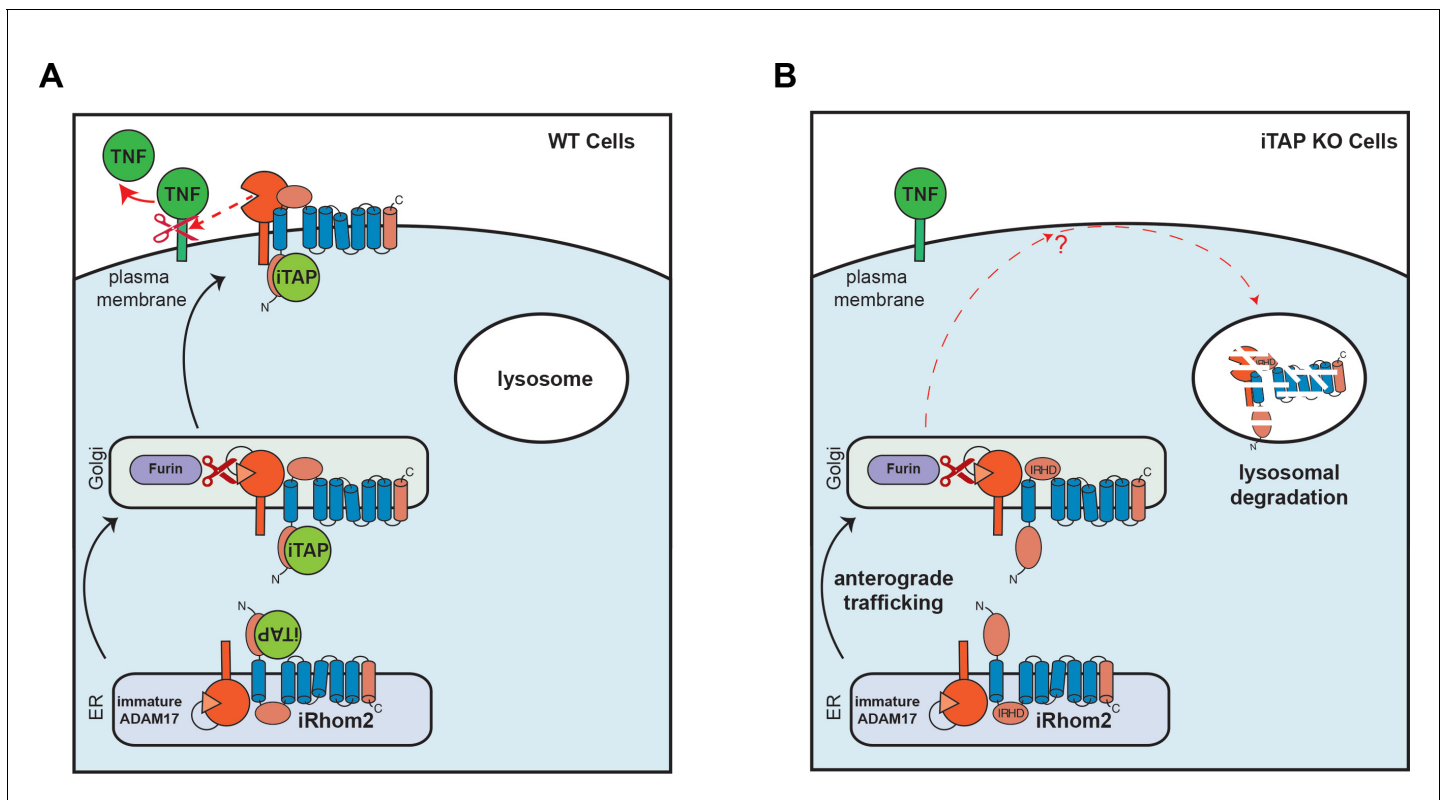 A
WT Cells
TNF
TNF
C
iTAP
N
plasma
membrane
lysosome
Golgi
Furin
C
iTAP
N
N
iTAP
ER
immature
ADAM17
iRhom2
C
B
iTAP KO Cells
TNF
?
plasma
membrane
IRHD
C
N
lysosomal
degradation
Golgi
Furin
IRHD
C
N
anterograde
trafficking
N
ER
immature
ADAM17
IRHD
iRhom2
C